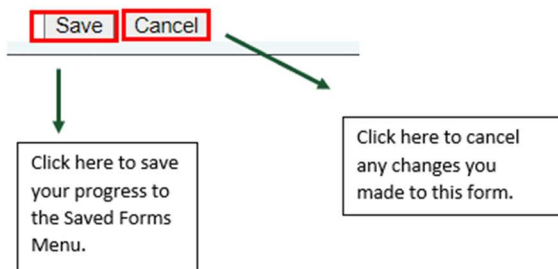 Save Cancel
Click here to save
your progress to
the Saved Forms
Menu.
Click here to cancel
any changes you
made to this form.